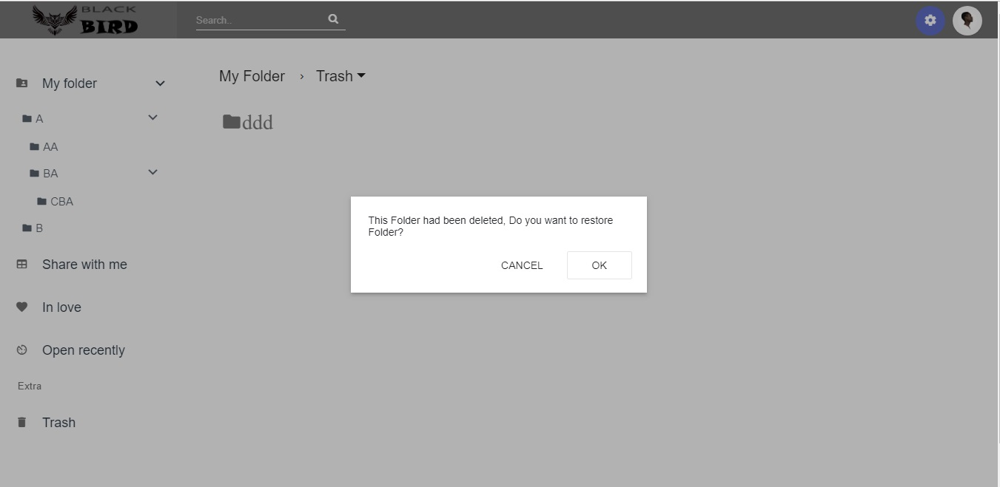 BLACK
BIRD
Search..
My folder
A
AA
BA
CBA
B
Share with me
In love
Open recently
Extra
Trash
My Folder › Trash
ddd
This Folder had been deleted, Do you want to restore
Folder?
CANCEL OK